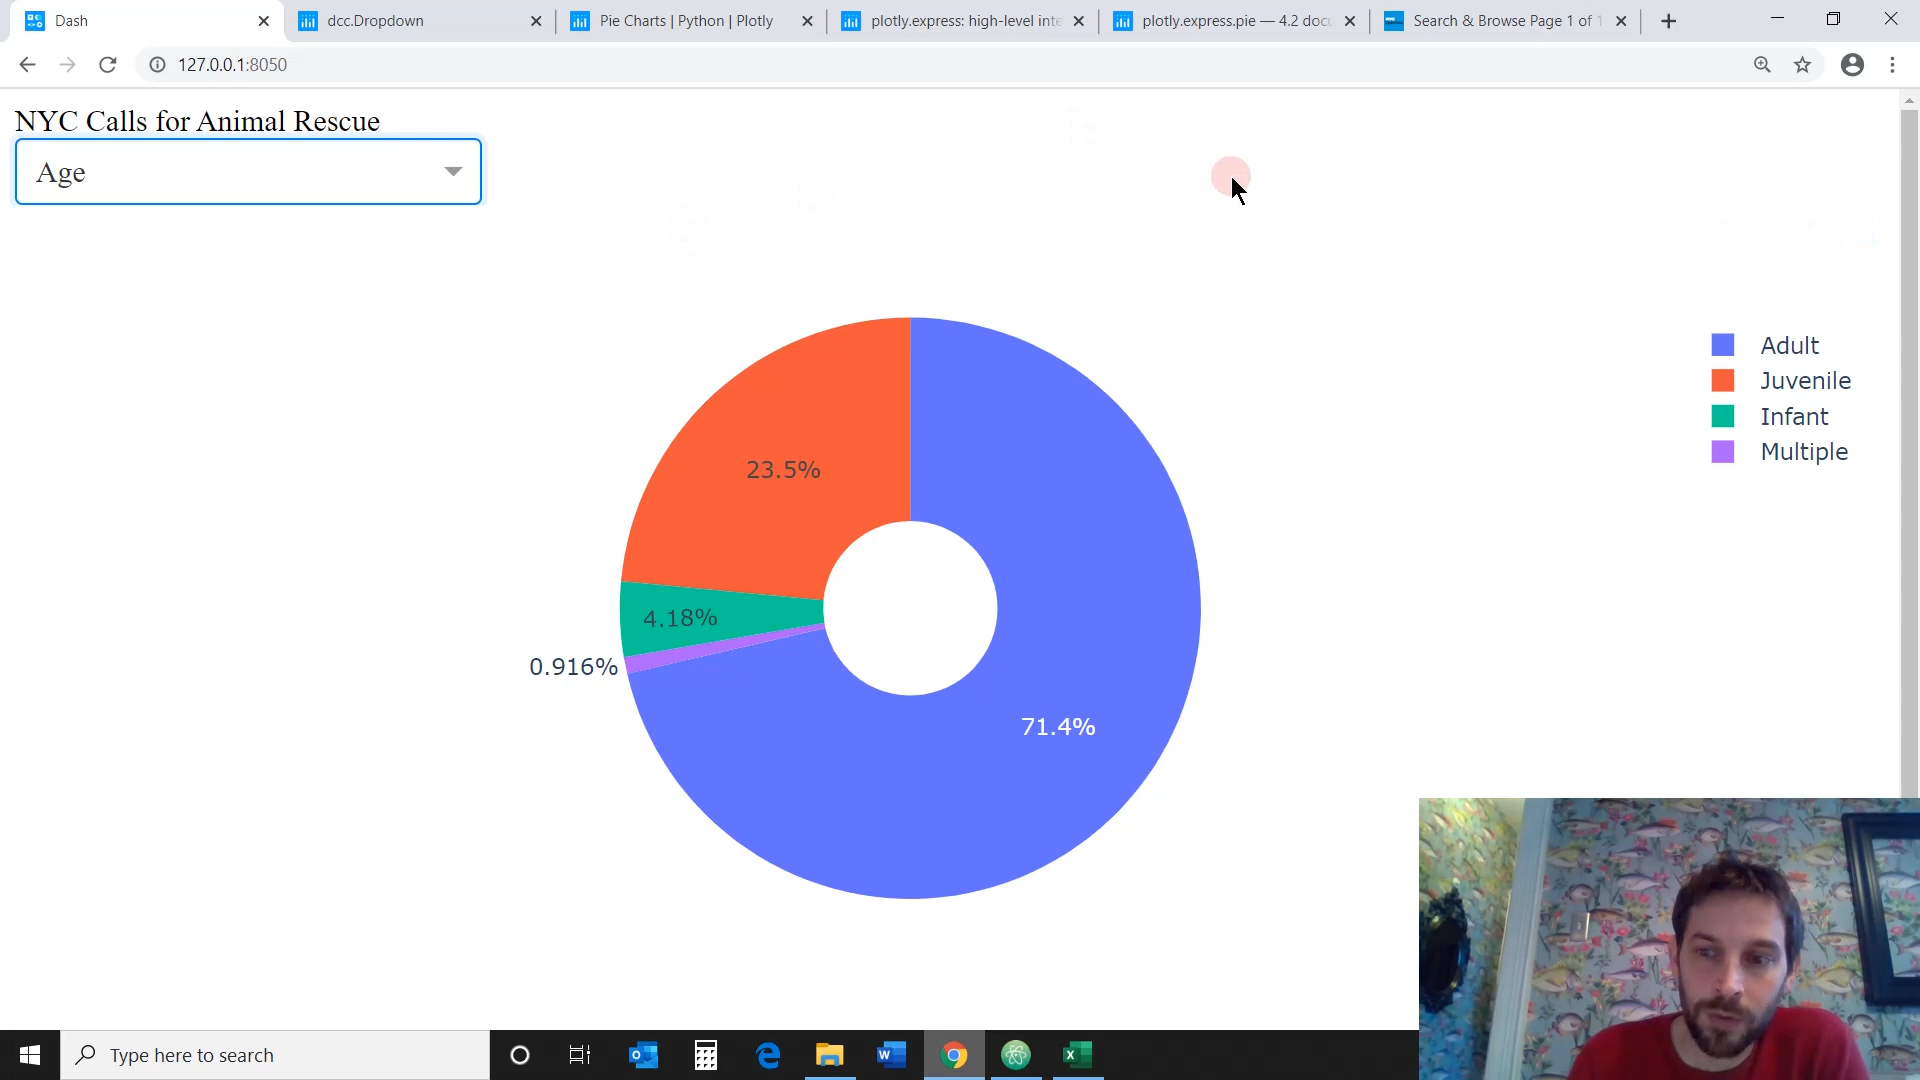 Dash
dcc.Dropdown
Pie Charts | Python | Plotly
plotly.express: high-level inte
plotly.express.pie — 4.2 docu
Search & Browse Page 1 of 1
127.0.0.1:8050
NYC Calls for Animal Rescue
Age
Adult
Juvenile
Infant
Multiple
23.5%
4.18%
0.916%
71.4%
Type here to search